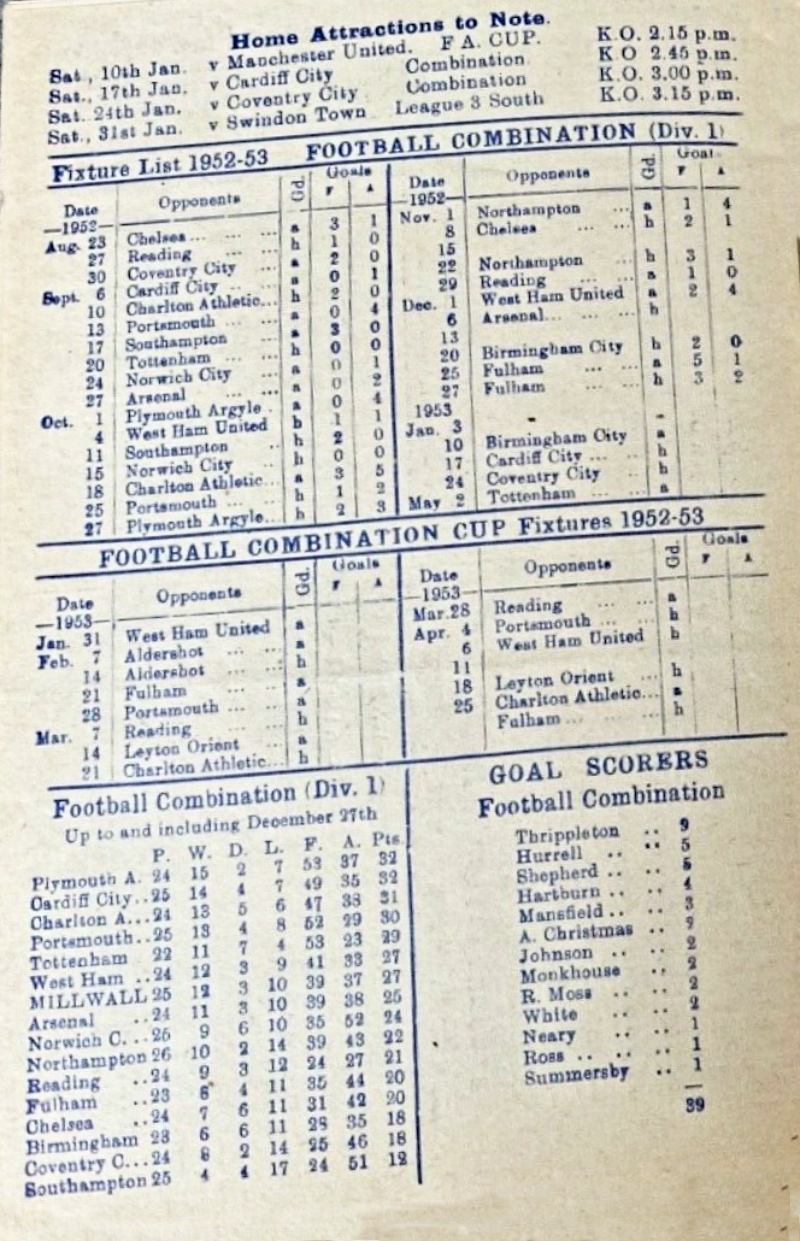 Home Attractions to Note.
Sat., 10th Jan. v Manchester United. F A. CUP. K.O. 2.15 p.m.
Sat., 17th Jan. v Cardiff City Combination K.O 2.45 p.m.
Sat. 24th Jan. v Coventry City Combination K.O. 3.00 p.m.
Sat., 31st Jan. v Swindon Town League 3 South K.O. 3.15 p.m.
Fixture List 1952-53 FOOTBALL COMBINATION (Div. 1)
Date Opponents Gd. Goals F A
—1952—
Aug. 23 Chelsea... ... ... a 3 1
27 Reading ... ... h 1 0
30 Coventry City ... a 2 0
Sept. 6 Cardiff City ... ... a 0 1
10 Charlton Athletic... h 2 0
13 Portsmouth ... ... a 0 4
17 Southampton ... a 3 0
20 Tottenham ... ... h 0 0
24 Norwich City ... a 0 1
27 Arsenal ... ... a 0 2
Oct. 1 Plymouth Argyle . a 0 4
4 West Ham United h 1 1
11 Southampton ... h 2 0
15 Norwich City ... h 0 0
18 Charlton Athletic... a 3 5
25 Portsmouth ... ... h 1 2
27 Plymouth Argyle... h 2 3
Date Opponents Gd. Goal F A
—1952—
Nov. 1 Northampton ... a 1 4
8 Chelsea ... ... h 2 1
15
22 Northampton ... h 3 1
29 Reading ... ... a 1 0
Dec. 1 West Ham United a 2 4
6 Arsenal... ... ... h
13
20 Birmingham City h 2 0
25 Fulham ... ... a 5 1
27 Fulham ... ... h 3 2
1953
Jan. 3
10 Birmingham City a
17 Cardiff City ... ... h
24 Coventry City ... h
May 2 Tottenham ... ... a
FOOTBALL COMBINATION CUP Fixtures 1952-53
Date Opponents Gd. Goals F A
—1953—
Jan. 31 West Ham United a
Feb. 7 Aldershot ... ... a
14 Aldershot ... ... h
21 Fulham ... ... a
28 Portsmouth ... ... a
Mar. 7 Reading ... ... h
14 Leyton Orient ... a
21 Charlton Athletic... h
Date Opponents Gd. Goals F A
—1953—
Mar. 28 Reading ... ... a
Apr. 4 Portsmouth ... ... h
6 West Ham United h
11
18 Leyton Orient ... h
25 Charlton Athletic... a
Fulham ... ... ... h
Football Combination (Div. 1)
Up to and including December 27th
P. W. D. L. F. A. Pts.
Plymouth A. 24 15 2 7 53 37 32
Cardiff City..25 14 4 7 49 35 32
Charlton A...24 13 5 6 47 38 31
Portsmouth..25 13 4 8 52 29 30
Tottenham 22 11 7 4 53 23 29
West Ham ..24 12 3 9 41 33 27
MILLWALL 25 12 3 10 39 37 27
Arsenal ..24 11 3 10 39 38 25
Norwich C. ..25 9 6 10 35 52 24
Northampton 26 10 2 14 39 43 22
Reading ..24 9 3 12 24 27 21
Fulham ..23 8 4 11 35 44 20
Chelsea ..24 7 6 11 31 42 20
Birmingham 23 6 6 11 28 35 18
Coventry C...24 8 2 14 25 46 18
Southampton 25 4 4 17 24 51 12
GOAL SCORERS
Football Combination
Thrippleton .. 9
Hurrell .. .. 5
Shepherd .. .. 5
Hartburn .. .. 4
Mansfield .. .. 3
A. Christmas .. 2
Johnson .. .. 2
Monkhouse .. 2
R. Moss .. .. 2
White .. .. 2
Neary .. .. 1
Ross .. .. .. 1
Summersby .. 1
39